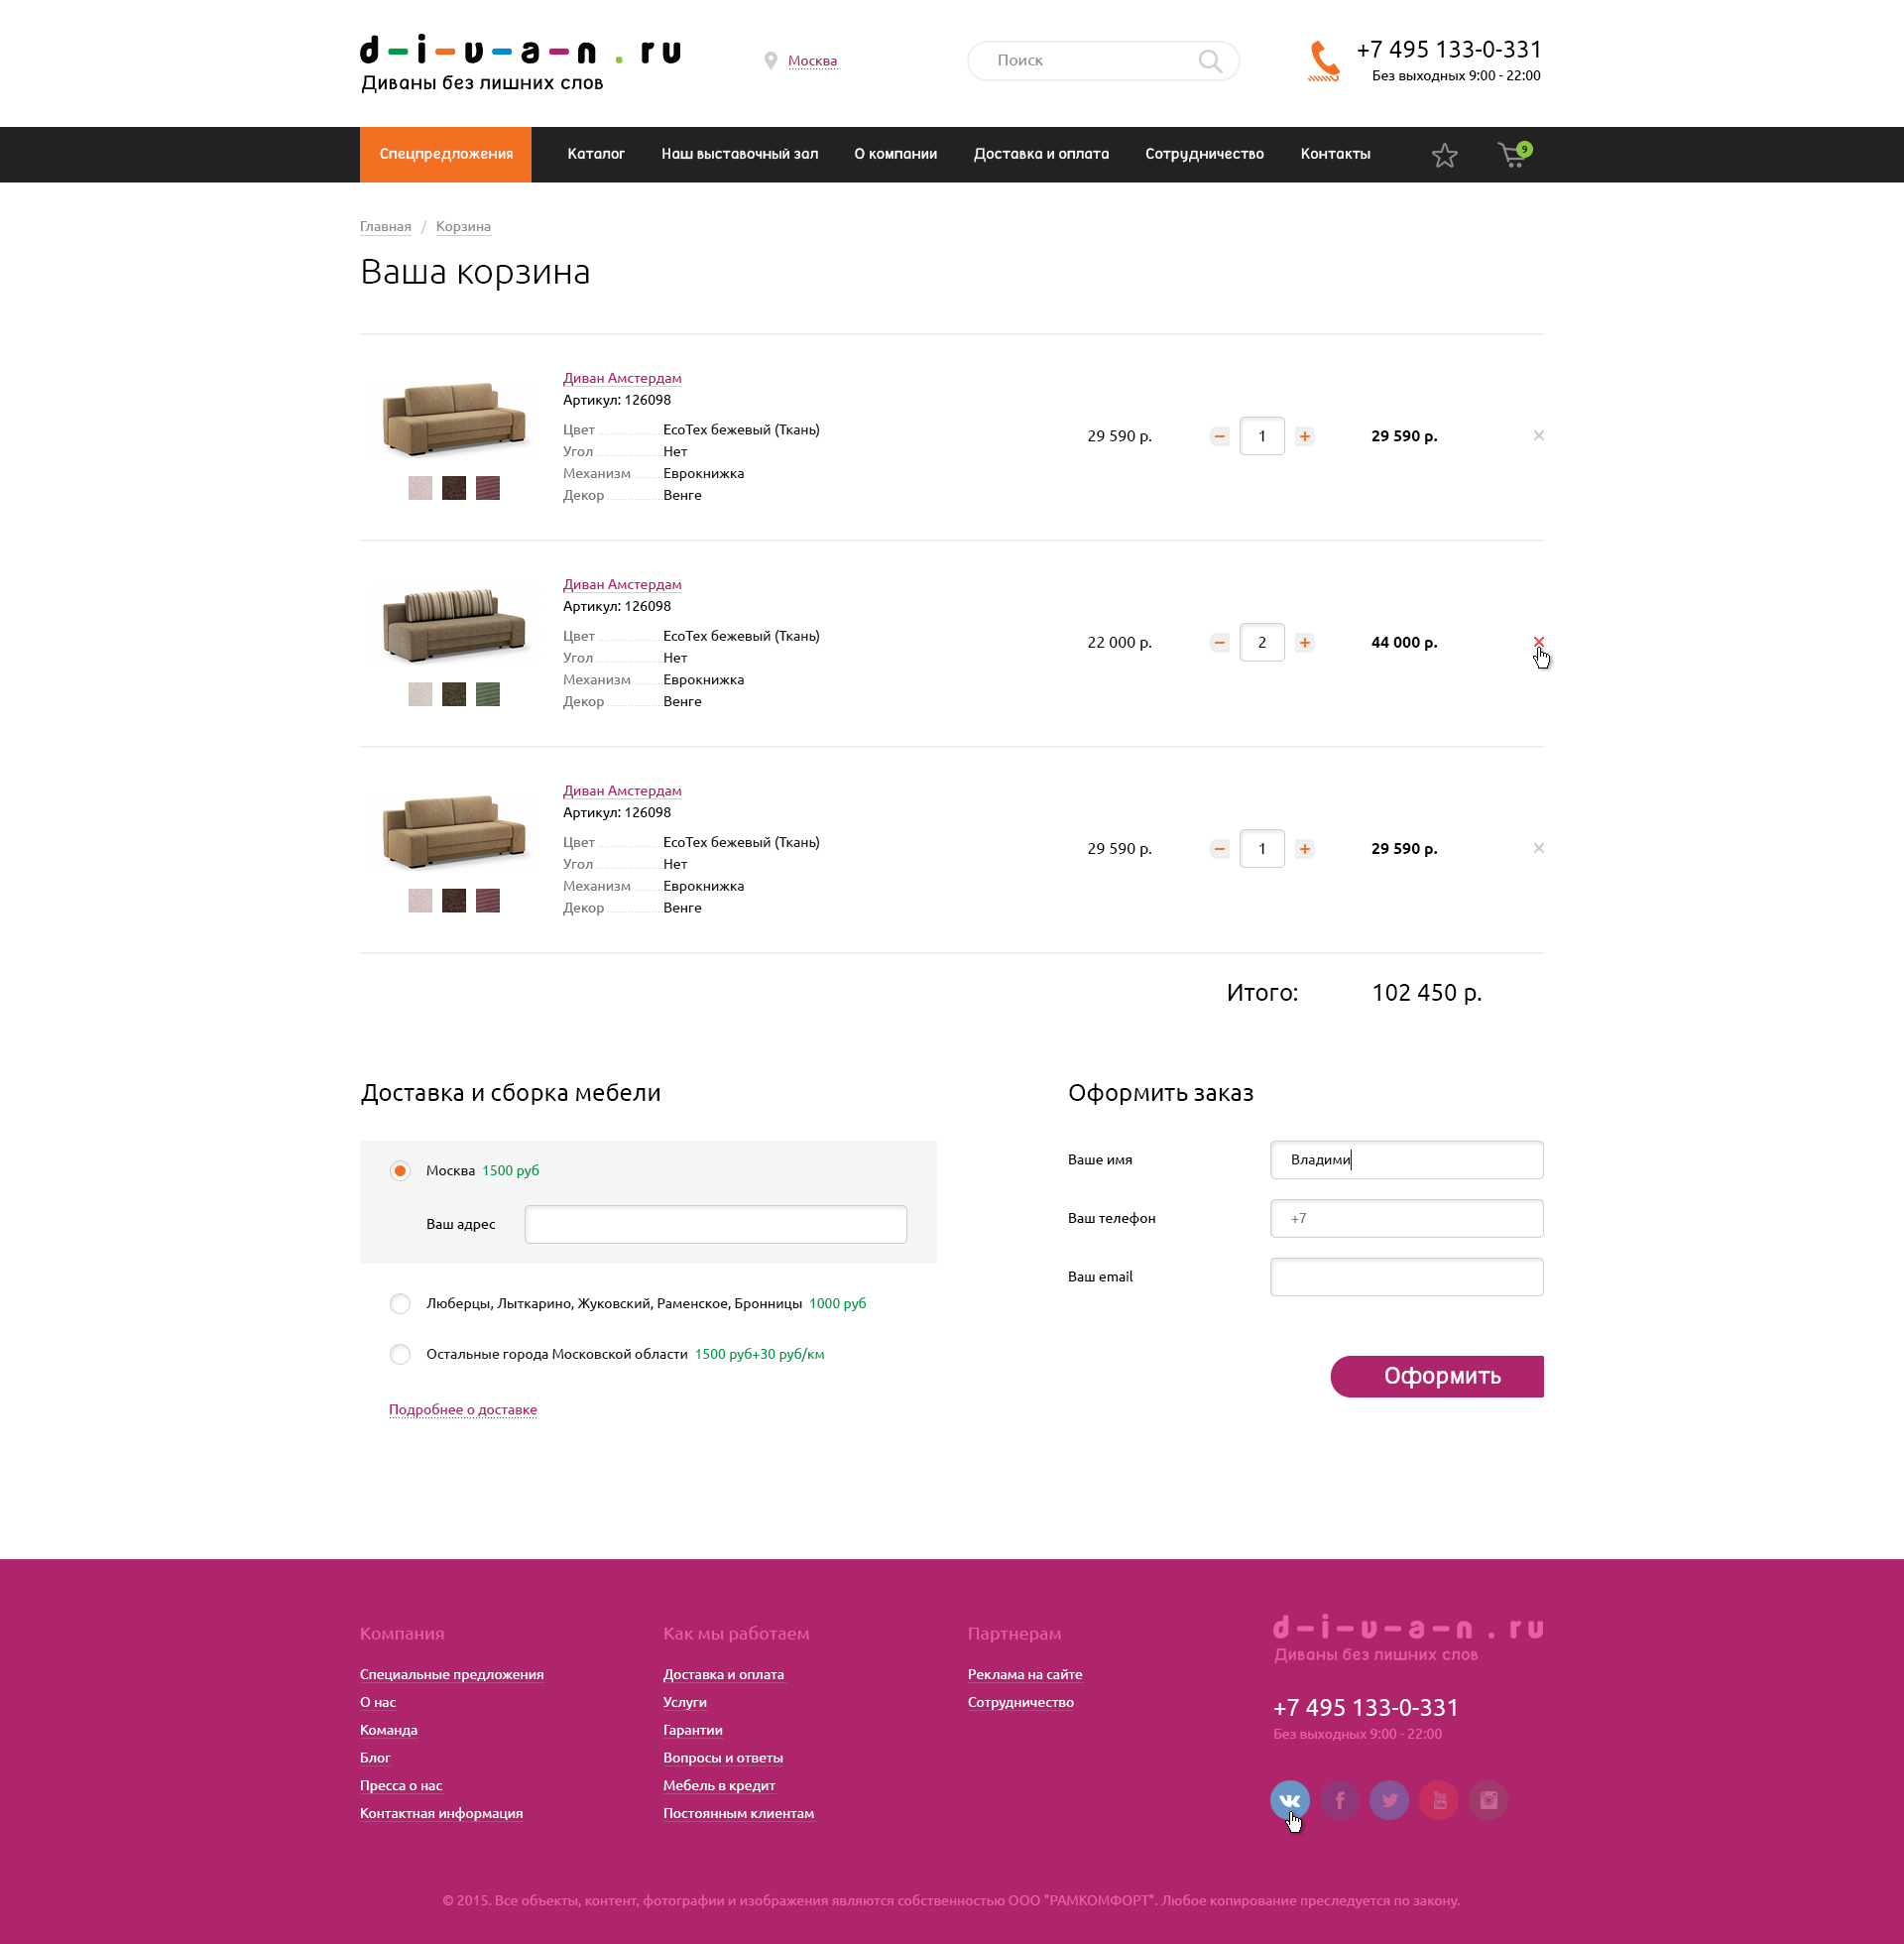 d-i-u-a-n.ru
Диваны без лишних слов
Москва
Поиск
+7 495 133-0-331
Без выходных 9:00 - 22:00
Спецпредложения Каталог Наш выставочный зал О компании Доставка и оплата Сотрудничество Контакты 9
Главная / Корзина
Ваша корзина
Диван Амстердам
Артикул: 126098
Цвет EcoTex бежевый (Ткань)
Угол Нет
Механизм Еврокнижка
Декор Венге
29 590 р. 1 29 590 р.
Диван Амстердам
Артикул: 126098
Цвет EcoTex бежевый (Ткань)
Угол Нет
Механизм Еврокнижка
Декор Венге
22 000 р. 2 44 000 р.
Диван Амстердам
Артикул: 126098
Цвет EcoTex бежевый (Ткань)
Угол Нет
Механизм Еврокнижка
Декор Венге
29 590 р. 1 29 590 р.
Итого: 102 450 р.
Доставка и сборка мебели
Москва 1500 руб
Ваш адрес
Люберцы, Лыткарино, Жуковский, Раменское, Бронницы 1000 руб
Остальные города Московской области 1500 руб+30 руб/км
Подробнее о доставке
Оформить заказ
Ваше имя Владими
Ваш телефон +7
Ваш email
Оформить
Компания
Специальные предложения
О нас
Команда
Блог
Пресса о нас
Контактная информация
Как мы работаем
Доставка и оплата
Услуги
Гарантии
Вопросы и ответы
Мебель в кредит
Постоянным клиентам
Партнерам
Реклама на сайте
Сотрудничество
d-i-u-a-n.ru
Диваны без лишних слов
+7 495 133-0-331
Без выходных 9:00 - 22:00
© 2015. Все объекты, контент, фотографии и изображения являются собственностью ООО "РАМКОМФОРТ". Любое копирование преследуется по закону.